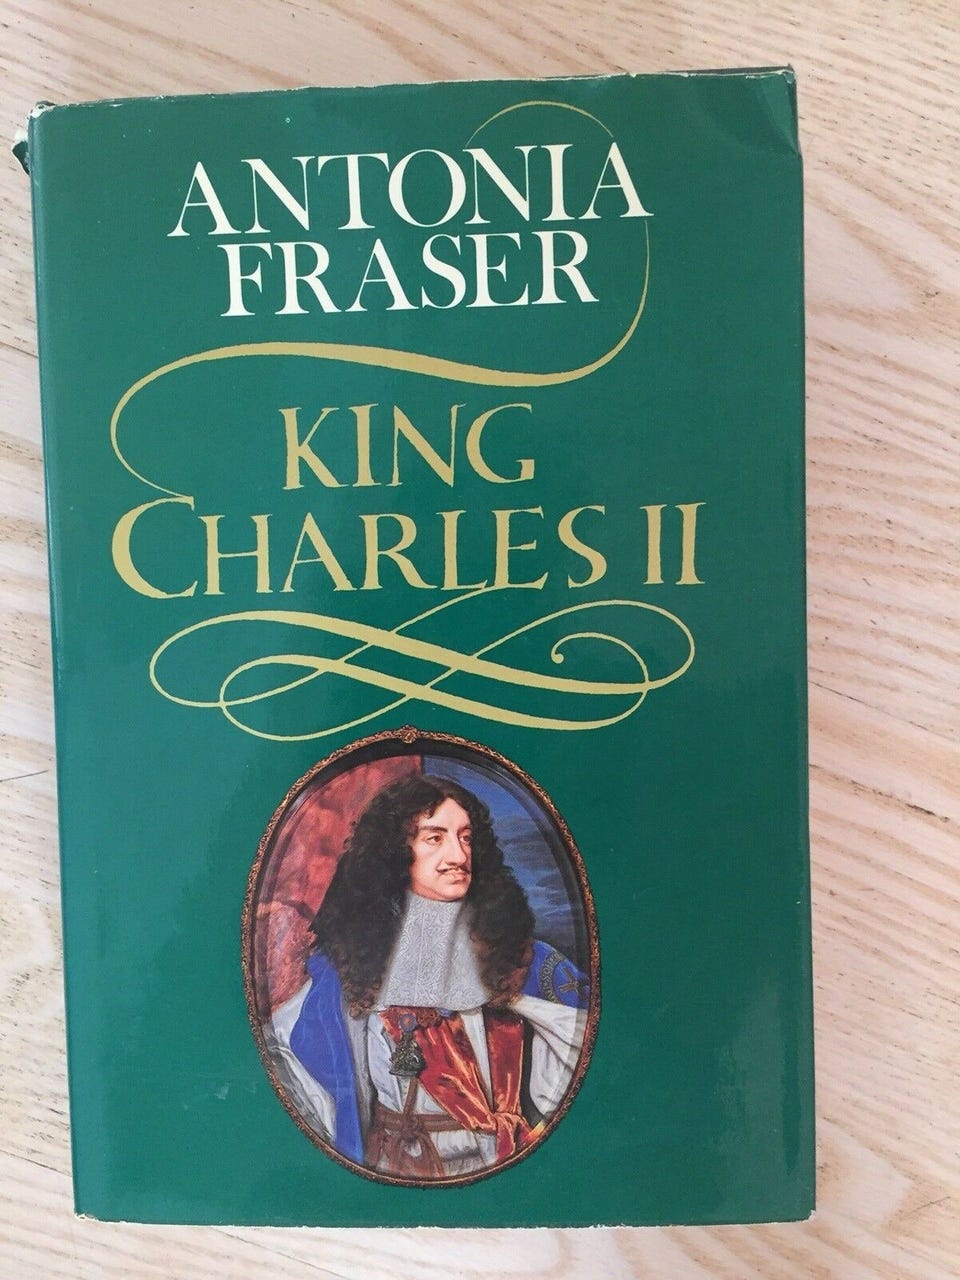 ANTONIA
FRASER
KING
CHARLES II